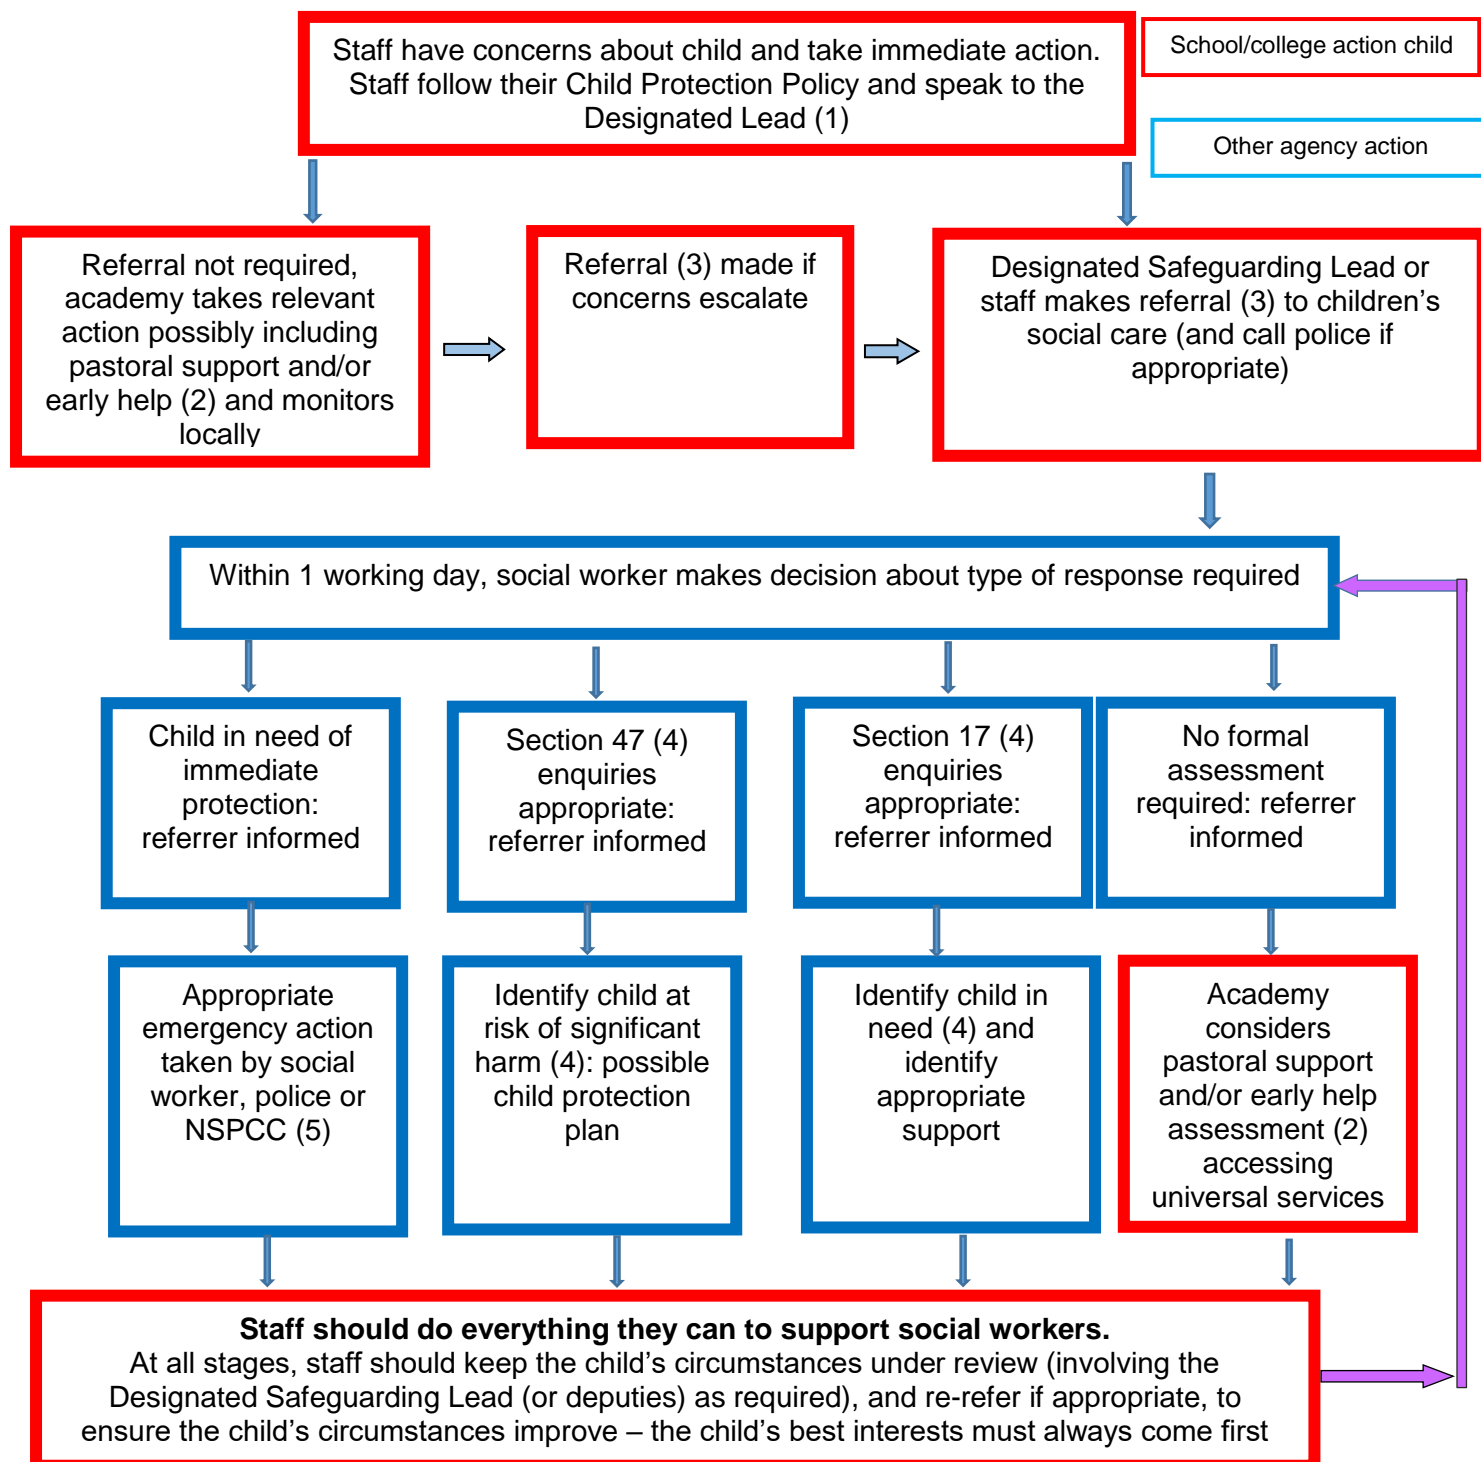 Staff have concerns about child and take immediate action.
Staff follow their Child Protection Policy and speak to the
Designated Lead (1)
School/college action child
Other agency action
Referral not required,
academy takes relevant
action possibly including
pastoral support and/or
early help (2) and monitors
locally
Referral (3) made if
concerns escalate
Designated Safeguarding Lead or
staff makes referral (3) to children’s
social care (and call police if
appropriate)
Within 1 working day, social worker makes decision about type of response required
Child in need of
immediate
protection:
referrer informed
Section 47 (4)
enquiries
appropriate:
referrer informed
Section 17 (4)
enquiries
appropriate:
referrer informed
No formal
assessment
required: referrer
informed
Appropriate
emergency action
taken by social
worker, police or
NSPCC (5)
Identify child at
risk of significant
harm (4): possible
child protection
plan
Identify child in
need (4) and
identify
appropriate
support
Academy
considers
pastoral support
and/or early help
assessment (2)
accessing
universal services
Staff should do everything they can to support social workers.
At all stages, staff should keep the child’s circumstances under review (involving the
Designated Safeguarding Lead (or deputies) as required), and re-refer if appropriate, to
ensure the child’s circumstances improve – the child’s best interests must always come first